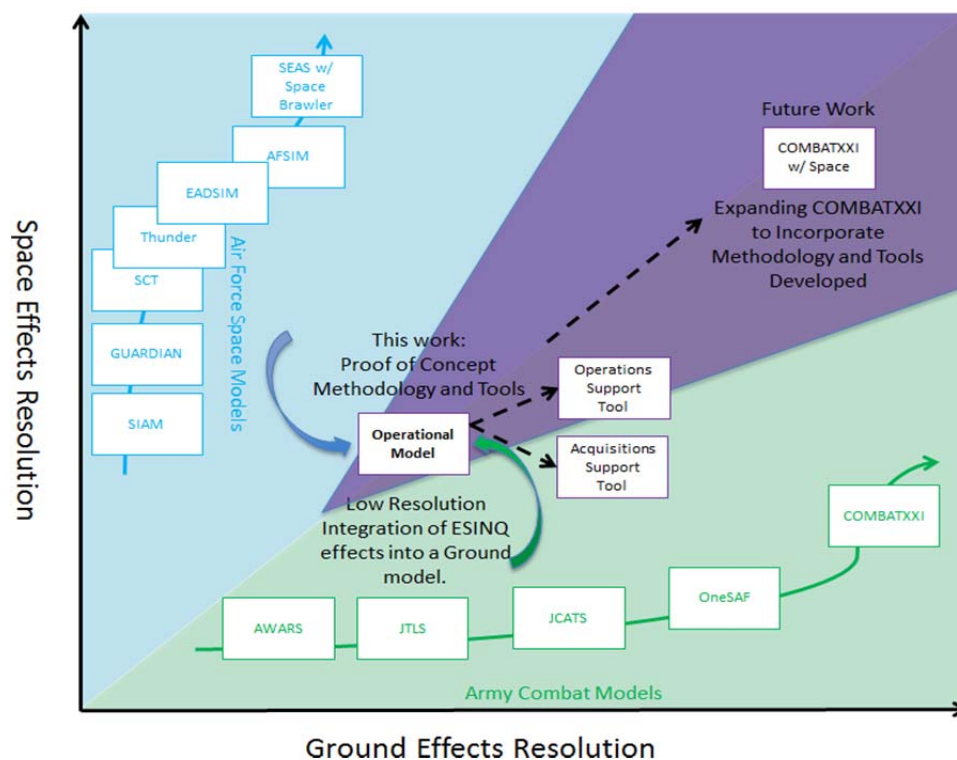 SEAS w/
Space
Brawler
AFSIM
EADSIM
Thunder
SCT
GUARDIAN
SIAM
Air Force Space Models
Future Work
COMBATXXI
w/ Space
Expanding COMBATXXI
to Incorporate
Methodology and Tools
Developed
This work:
Proof of Concept
Methodology and Tools
Operational
Model
Operations
Support
Tool
Acquisitions
Support
Tool
Low Resolution
Integration of ESINQ
effects into a Ground
model.
COMBATXXI
OneSAF
JCATS
JTLS
AWARS
Army Combat Models
Space Effects Resolution
Ground Effects Resolution